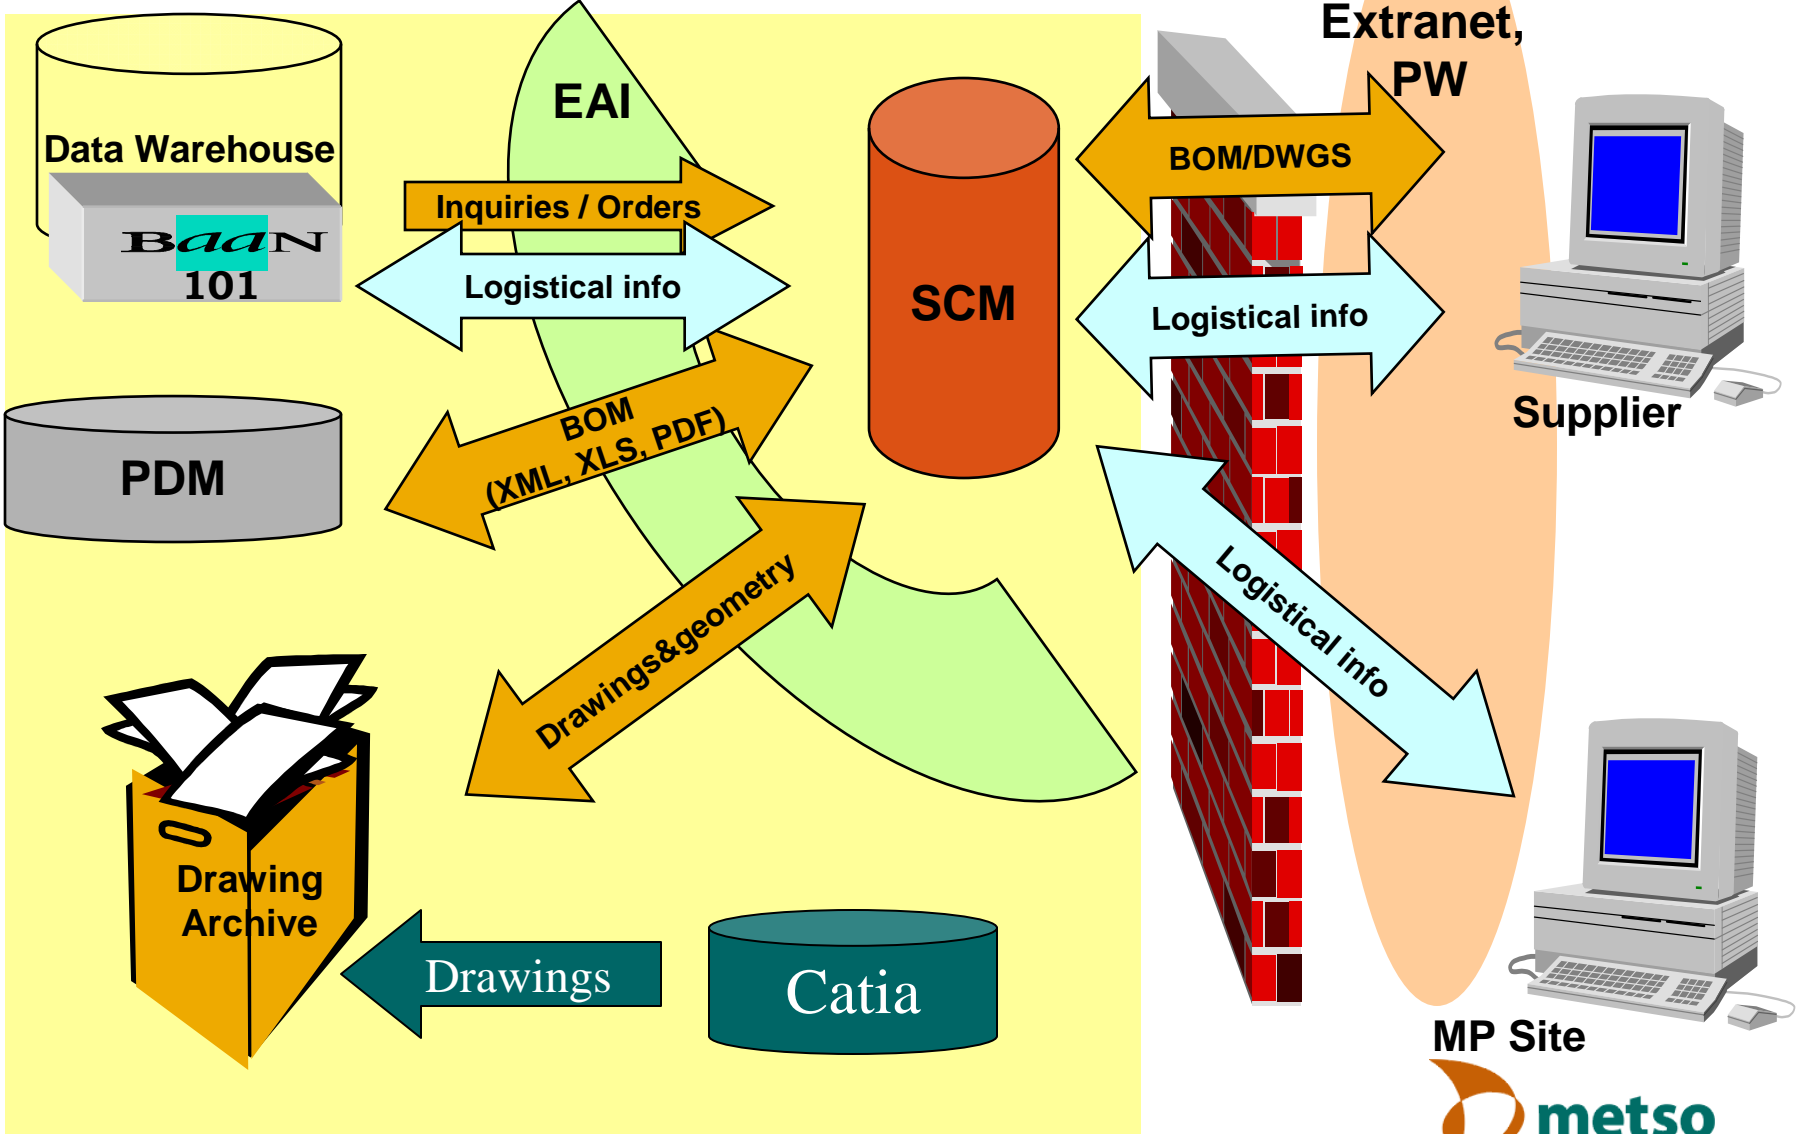 Extranet,
PW
EAI
Data Warehouse
BaaN
101
Inquiries / Orders
Logistical info
SCM
BOM/DWGS
Logistical info
Supplier
BOM
(XML, XLS, PDF)
PDM
Drawings&geometry
Logistical info
Drawing
Archive
Drawings
Catia
MP Site
metso